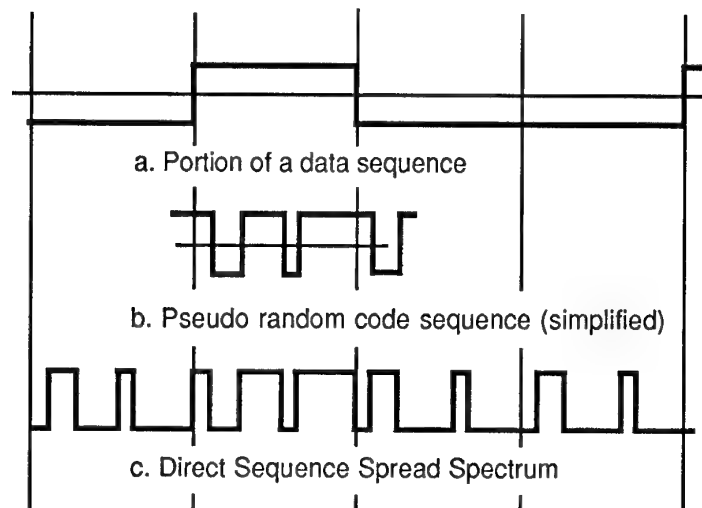 a. Portion of a data sequence
b. Pseudo random code sequence (simplified)
c. Direct Sequence Spread Spectrum